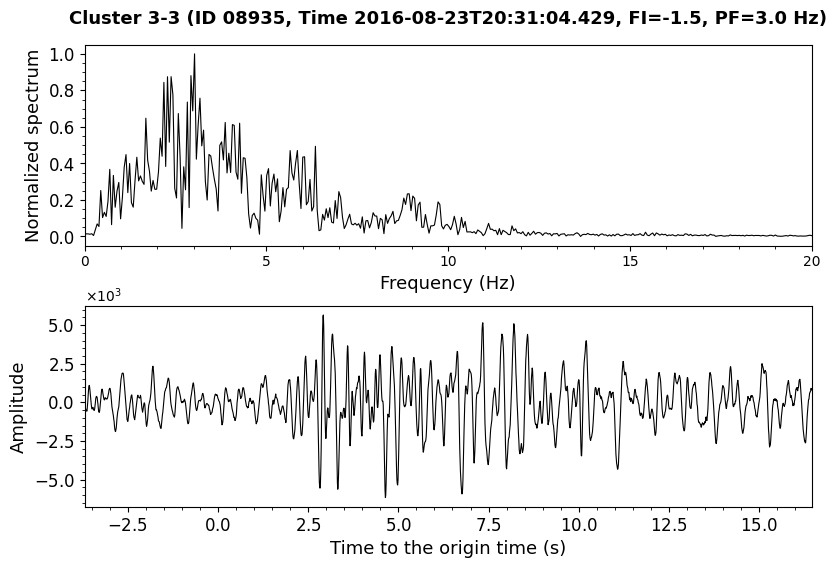 Cluster 3-3 (ID 08935, Time 2016-08-23T20:31:04.429, FI=-1.5, PF=3.0 Hz)
Normalized spectrum
1.0
0.8
0.6
0.4
0.2
0.0
0 5 10 15 20
Frequency (Hz)
×10³
Amplitude
5.0
2.5
0.0
−2.5
−5.0
−2.5 0.0 2.5 5.0 7.5 10.0 12.5 15.0
Time to the origin time (s)